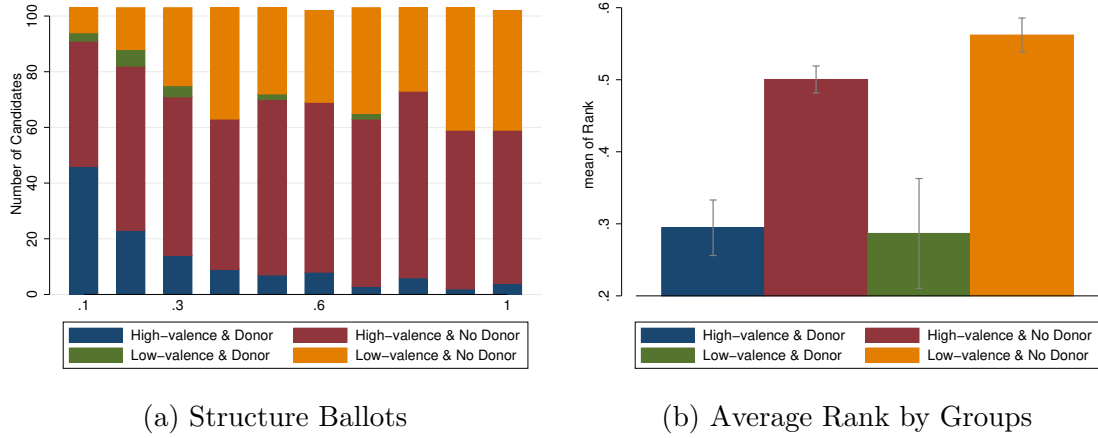 Number of Candidates
100
80
60
40
20
0
.1
.3
.6
1
High−valence & Donor
High−valence & No Donor
Low−valence & Donor
Low−valence & No Donor
(a) Structure Ballots
mean of Rank
.6
.5
.4
.3
.2
High−valence & Donor
High−valence & No Donor
Low−valence & Donor
Low−valence & No Donor
(b) Average Rank by Groups